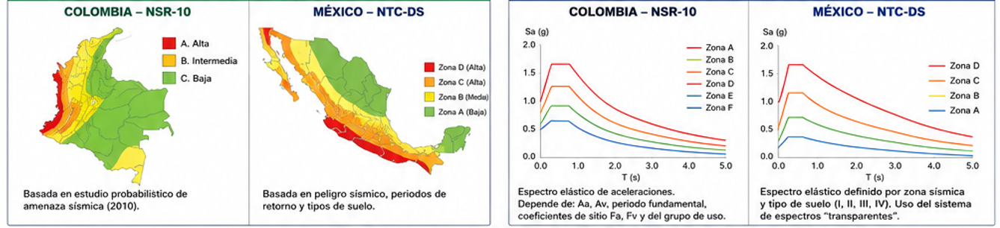 COLOMBIA – NSR-10
A. Alta
B. Intermedia
C. Baja
Basada en estudio probabilístico de
amenaza sísmica (2010).
MÉXICO – NTC-DS
Zona D (Alta)
Zona C (Alta)
Zona B (Meda)
Zona A (Baja)
Basada en peligro sísmico, periodos de
retorno y tipos de suelo.
COLOMBIA – NSR-10
Sa (g)
2.0
1.5
1.0
0.5
0.0
0.0 1.0 2.0 3.0 4.0 5.0
T (s)
Zona A
Zona B
Zona C
Zona D
Zona E
Zona F
Espectro elástico de aceleraciones.
Depende de: Aa, Av, periodo fundamental,
coeficientes de sitio Fa, Fv y del grupo de uso.
MÉXICO – NTC-DS
Sa (g)
2.0
1.5
1.0
0.5
0.0
0.0 1.0 2.0 3.0 4.0 5.0
T (s)
Zona D
Zona C
Zona B
Zona A
Espectro elástico definido por zona sísmica
y tipo de suelo (I, II, III, IV). Uso del sistema
de espectros "transparentes".